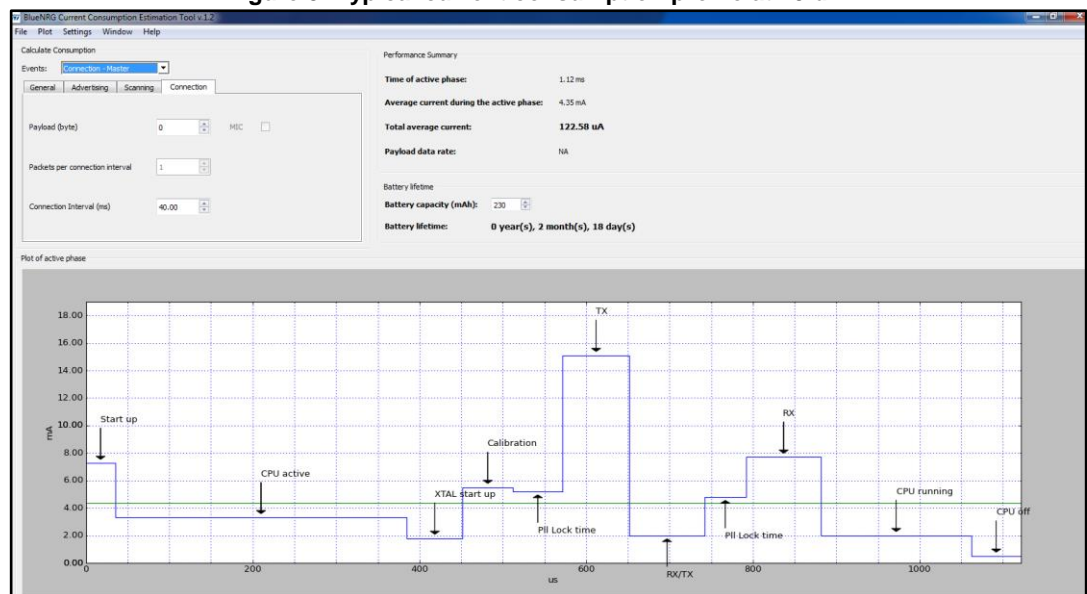 BlueNRG Current Consumption Estimation Tool v.1.2
File Plot Settings Window Help
Calculate Consumption
Events: Connection - Master
General Advertising Scanning Connection
Payload (byte) 0 MIC
Packets per connection interval 1
Connection Interval (ms) 40.00
Performance Summary
Time of active phase: 1.12 ms
Average current during the active phase: 4.35 mA
Total average current: 122.58 uA
Payload data rate: NA
Battery lifetime
Battery capacity (mAh): 230
Battery lifetime: 0 year(s), 2 month(s), 18 day(s)
Plot of active phase
18.00
16.00
14.00
12.00
10.00
8.00
6.00
4.00
2.00
0.00
mA
Start up
CPU active
XTAL start up
Calibration
Pll Lock time
TX
RX/TX
Pll Lock time
RX
CPU running
CPU off
0 200 400 600 800 1000
us